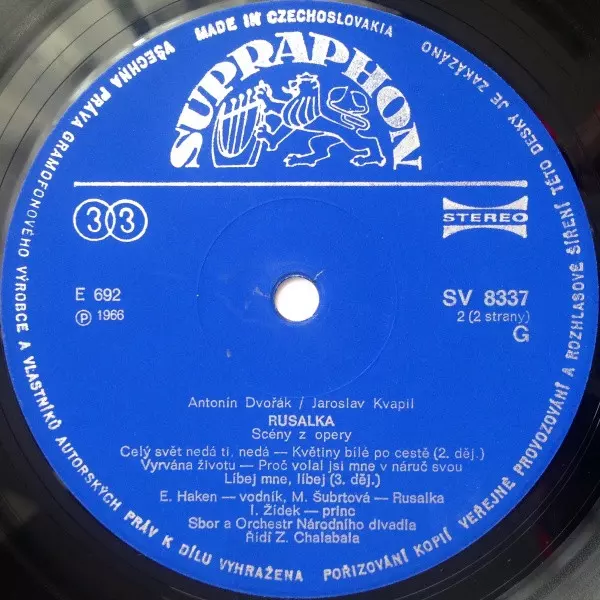 MADE IN CZECHOSLOVAKIA
VŠECHNA PRÁVA GRAMOFONOVÉHO VÝROBCE A VLASTNÍKŮ AUTORSKÝCH PRÁV K DÍLU VYHRAŽENA
POŘIZOVÁNÍ KOPIÍ VEŘEJNÉ PROVOZOVÁNÍ A ROZHLASOVÉ ŠÍŘENÍ TÉTO DESKY JE ZAKÁZÁNO
SUPRAPHON
33
STEREO
E 692
℗ 1966
SV 8337
2 (2 strany)
G
Antonín Dvořák / Jaroslav Kvapil
RUSALKA
Scény z opery
Celý svět nedá ti, nedá — Květiny bílé po cestě (2. děj.)
Vyrvána životu — Proč volal jsi mne v náruč svou
Líbej mne, líbej (3. děj.)
E. Haken — vodník, M. Šubrtová — Rusalka
I. Žídek — princ
Sbor a Orchestr Národního divadla
Řídí Z. Chalabala